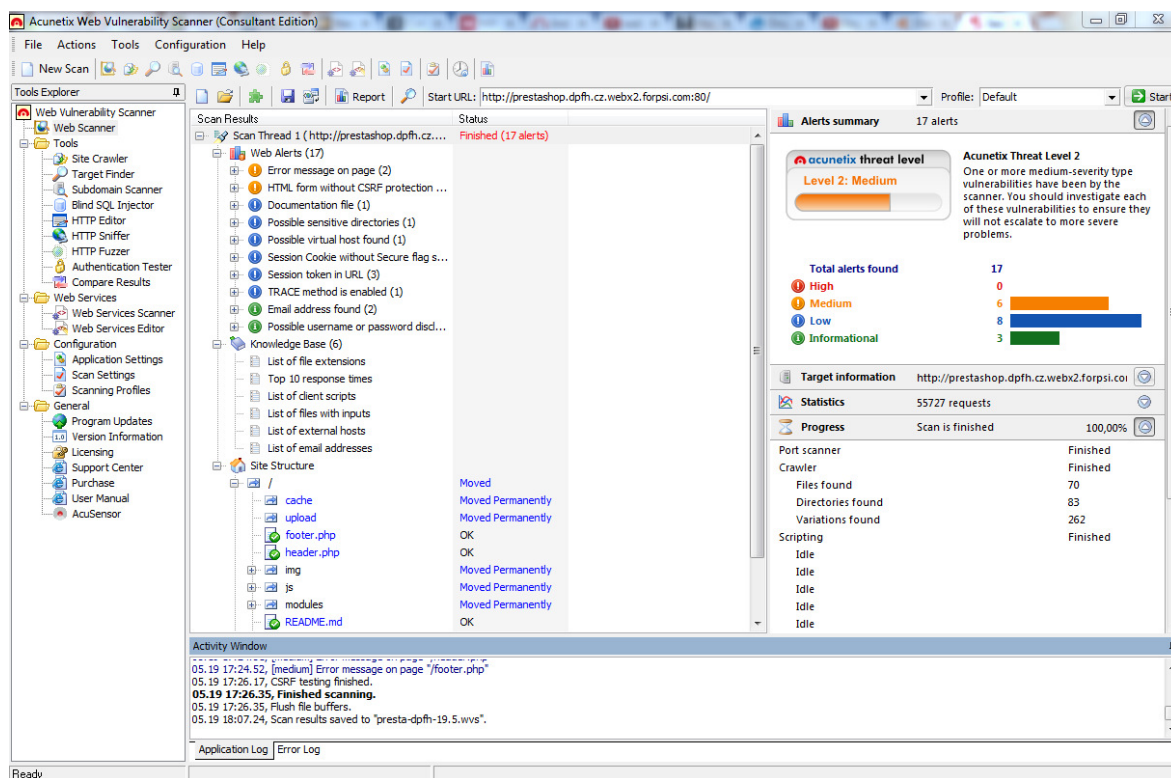 Acunetix Web Vulnerability Scanner (Consultant Edition)
File Actions Tools Configuration Help
New Scan
Tools Explorer
Web Vulnerability Scanner
Web Scanner
Tools
Site Crawler
Target Finder
Subdomain Scanner
Blind SQL Injector
HTTP Editor
HTTP Sniffer
HTTP Fuzzer
Authentication Tester
Compare Results
Web Services
Web Services Scanner
Web Services Editor
Configuration
Application Settings
Scan Settings
Scanning Profiles
General
Program Updates
Version Information
Licensing
Support Center
Purchase
User Manual
AcuSensor
Report Start URL: http://prestashop.dpfh.cz.webx2.forpsi.com:80/ Profile: Default Start
Scan Results Status
Scan Thread 1 ( http://prestashop.dpfh.cz.... Finished (17 alerts)
Web Alerts (17)
Error message on page (2)
HTML form without CSRF protection ...
Documentation file (1)
Possible sensitive directories (1)
Possible virtual host found (1)
Session Cookie without Secure flag s...
Session token in URL (3)
TRACE method is enabled (1)
Email address found (2)
Possible username or password discl...
Knowledge Base (6)
List of file extensions
Top 10 response times
List of client scripts
List of files with inputs
List of external hosts
List of email addresses
Site Structure
/ Moved
cache Moved Permanently
upload Moved Permanently
footer.php OK
header.php OK
img Moved Permanently
js Moved Permanently
modules Moved Permanently
README.md OK
Alerts summary 17 alerts
acunetix threat level
Level 2: Medium
Acunetix Threat Level 2
One or more medium-severity type
vulnerabilities have been by the
scanner. You should investigate each
of these vulnerabilities to ensure they
will not escalate to more severe
problems.
Total alerts found 17
High 0
Medium 6
Low 8
Informational 3
Target information http://prestashop.dpfh.cz.webx2.forpsi.co
Statistics 55727 requests
Progress Scan is finished 100,00%
Port scanner Finished
Crawler Finished
Files found 70
Directories found 83
Variations found 262
Scripting Finished
Idle
Idle
Idle
Idle
Idle
Activity Window
05.19 17:24.52, [medium] Error message on page "/footer.php"
05.19 17:26.17, CSRF testing finished.
05.19 17:26.35, Finished scanning.
05.19 17:26.35, Flush file buffers.
05.19 18:07.24, Scan results saved to "presta-dpfh-19.5.wvs".
Application Log Error Log
Ready